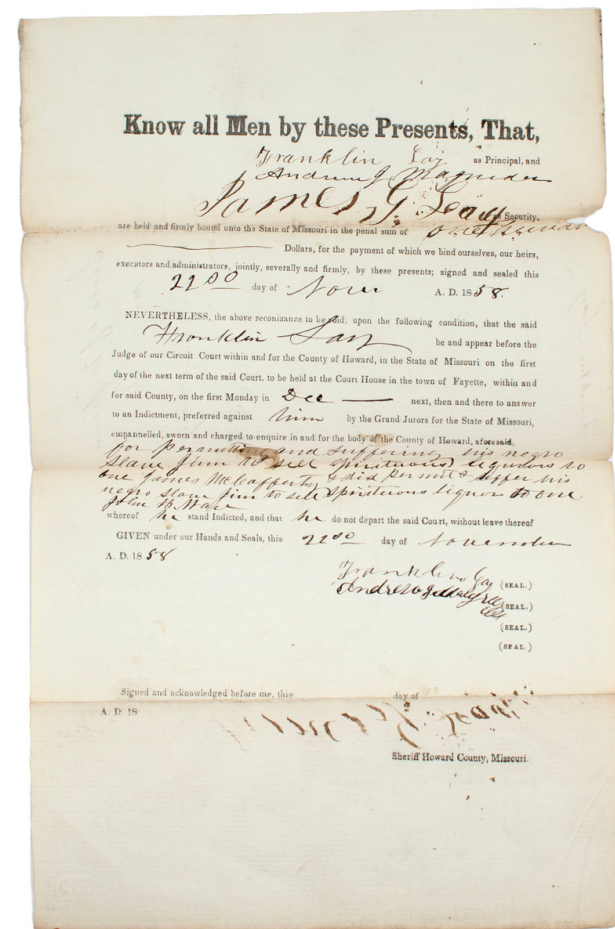 Know all Men by these Presents, That,
Franklin Gay as Principal, and
Andrew J Magruder
James G. Leady as his Security,
are held and firmly bound unto the State of Missouri in the penal sum of
Dollars, for the payment of which we bind ourselves, our heirs,
executors and administrators, jointly, severally and firmly, by these presents; signed and sealed this
22nd day of Nov A. D. 1858.
NEVERTHELESS, the above reconizanze to be void, upon the following condition, that the said
Franklin Gay be and appear before the
Judge of our Circuit Court within and for the County of Howard, in the State of Missouri on the first
day of the next term of the said Court, to be held at the Court House in the town of Fayette, within and
for said County, on the first Monday in Dec next, then and there to answer
to an Indictment, preferred against him by the Grand Jurors for the State of Missouri,
empannelled, sworn and charged to enquire in and for the body of the County of Howard, aforesaid,
for Permitting and suffering his negro
slave Jim to sell spirituous liquors to
one James McCafferty & did Permit & suffer his
negro slave Jim to sell spirituous liquor to one
John B. Ware
whereof he stand Indicted, and that he do not depart the said Court, without leave thereof
GIVEN under our Hands and Seals, this 22nd day of November
A. D. 1858
Franklin Gay (SEAL.)
Andrew J (SEAL.)
(SEAL.)
(SEAL.)
Signed and acknowledged before me, this day of
A. D. 18
Sheriff Howard County, Missouri.